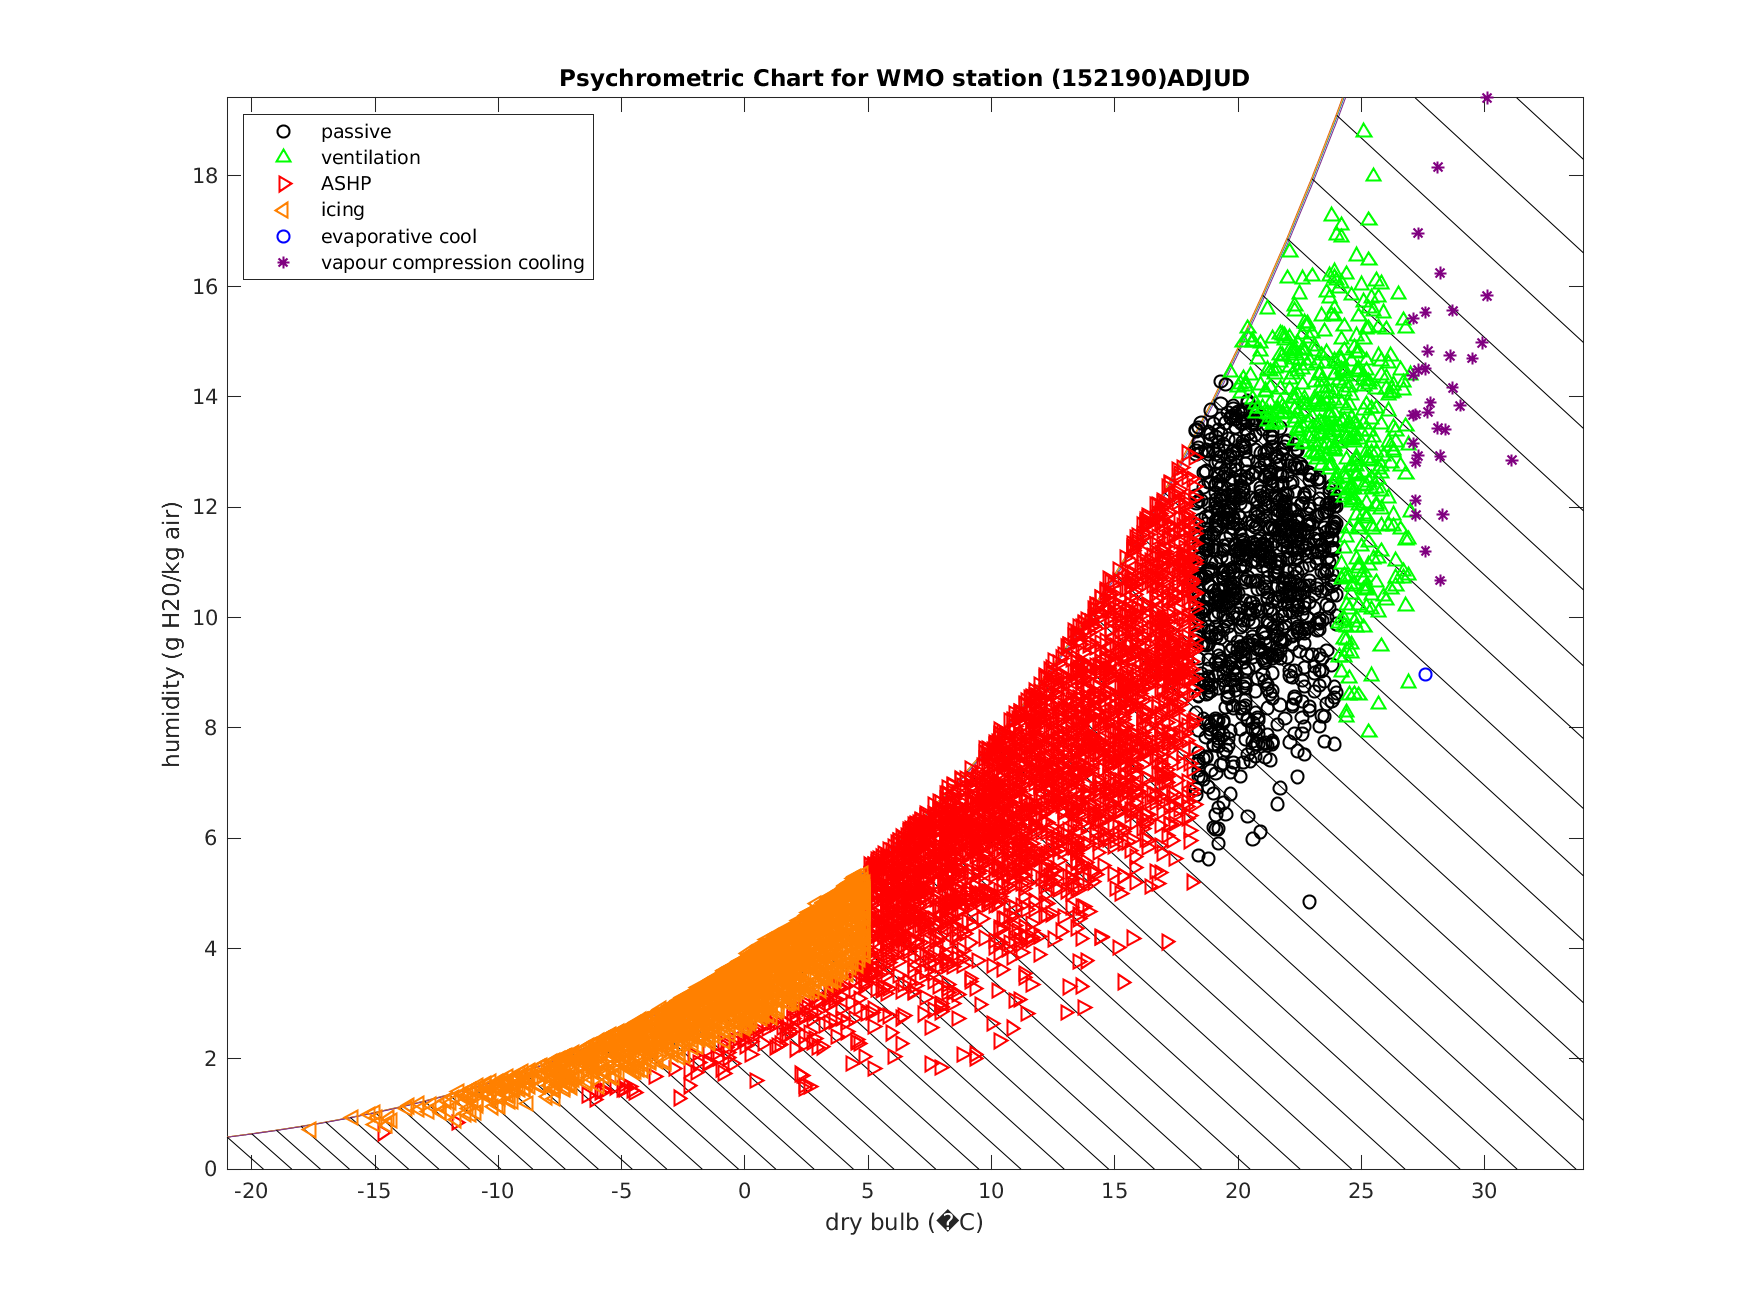 Psychrometric Chart for WMO station (152190)ADJUD
passive
ventilation
ASHP
icing
evaporative cool
vapour compression cooling
humidity (g H20/kg air)
18
16
14
12
10
8
6
4
2
0
-20 -15 -10 -5 0 5 10 15 20 25 30
dry bulb (�C)